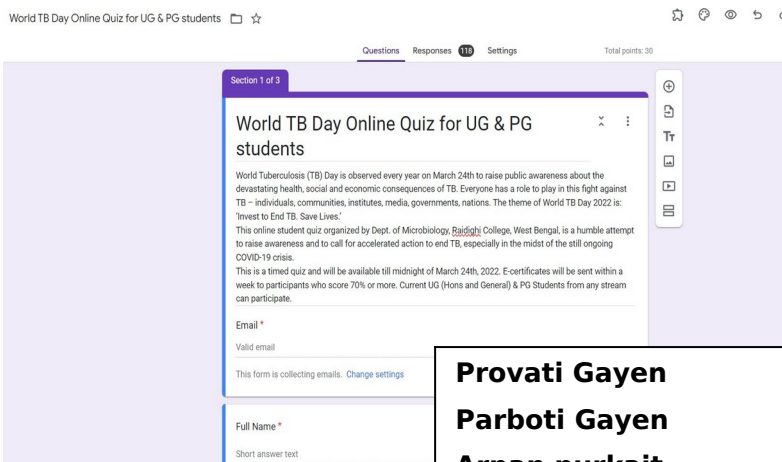 World TB Day Online Quiz for UG & PG students
Questions Responses 118 Settings Total points: 30
Section 1 of 3
World TB Day Online Quiz for UG & PG
students
World Tuberculosis (TB) Day is observed every year on March 24th to raise public awareness about the
devastating health, social and economic consequences of TB. Everyone has a role to play in this fight against
TB – individuals, communities, institutes, media, governments, nations. The theme of World TB Day 2022 is:
'Invest to End TB. Save Lives.'
This online student quiz organized by Dept. of Microbiology, Raidighi College, West Bengal, is a humble attempt
to raise awareness and to call for accelerated action to end TB, especially in the midst of the still ongoing
COVID-19 crisis.
This is a timed quiz and will be available till midnight of March 24th, 2022. E-certificates will be sent within a
week to participants who score 70% or more. Current UG (Hons and General) & PG Students from any stream
can participate.
Email *
Valid email
This form is collecting emails. Change settings
Full Name *
Short answer text
Tт
Provati Gayen
Parboti Gayen
Arpan purkait